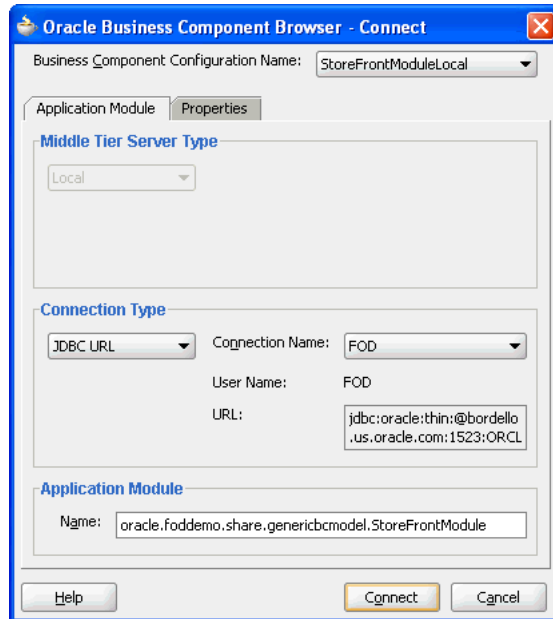 Oracle Business Component Browser - Connect
Business Component Configuration Name: StoreFrontModuleLocal
Application Module Properties
Middle Tier Server Type
Local
Connection Type
JDBC URL Connection Name: FOD
User Name: FOD
URL: jdbc:oracle:thin:@bordello
.us.oracle.com:1523:ORCL
Application Module
Name: oracle.foddemo.share.genericbcmodel.StoreFrontModule
Help Connect Cancel